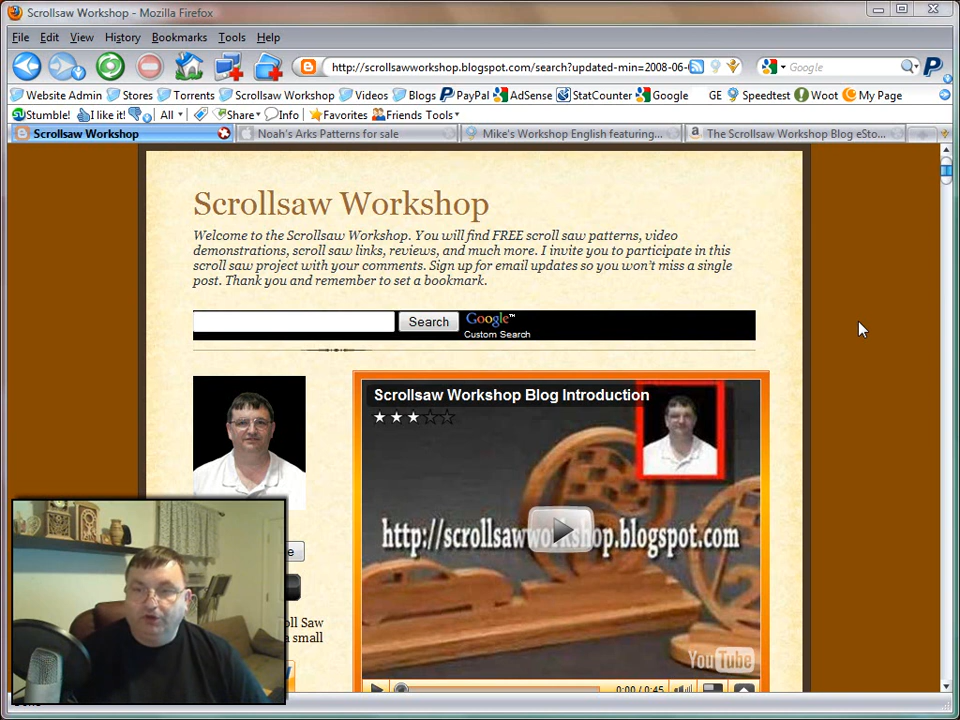 Scrollsaw Workshop - Mozilla Firefox
File Edit View History Bookmarks Tools Help
http://scrollsawworkshop.blogspot.com/search?updated-min=2008-06-
Google
Website Admin Stores Torrents Scrollsaw Workshop Videos Blogs PayPal AdSense StatCounter Google GE Speedtest Woot My Page
Stumble! I like it! All Share Info Favorites Friends Tools
Scrollsaw Workshop Noah's Arks Patterns for sale Mike's Workshop English featuring... The Scrollsaw Workshop Blog eSto...
Scrollsaw Workshop
Welcome to the Scrollsaw Workshop. You will find FREE scroll saw patterns, video
demonstrations, scroll saw links, reviews, and much more. I invite you to participate in this
scroll saw project with your comments. Sign up for email updates so you won't miss a single
post. Thank you and remember to set a bookmark.
Search Google™
Custom Search
Scrollsaw Workshop Blog Introduction
http://scrollsawworkshop.blogspot.com
e
oll Saw
a small
YouTube
0:00 / 0:45